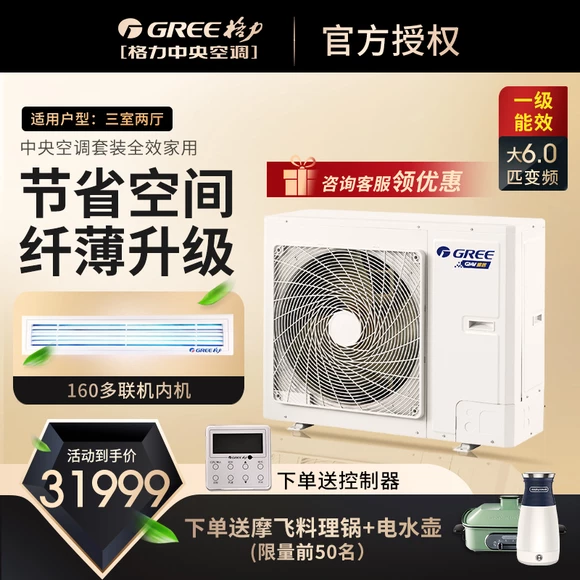 GREE 格力
[格力中央空调]
官方授权
适用户型：三室两厅
中央空调套装全效家用
节省空间
纤薄升级
一级
能效
大6.0
匹变频
咨询客服领优惠
GREE
GREE 格力
160多联机内机
活动到手价
31999
下单送控制器
下单送摩飞料理锅+电水壶
(限量前50名）